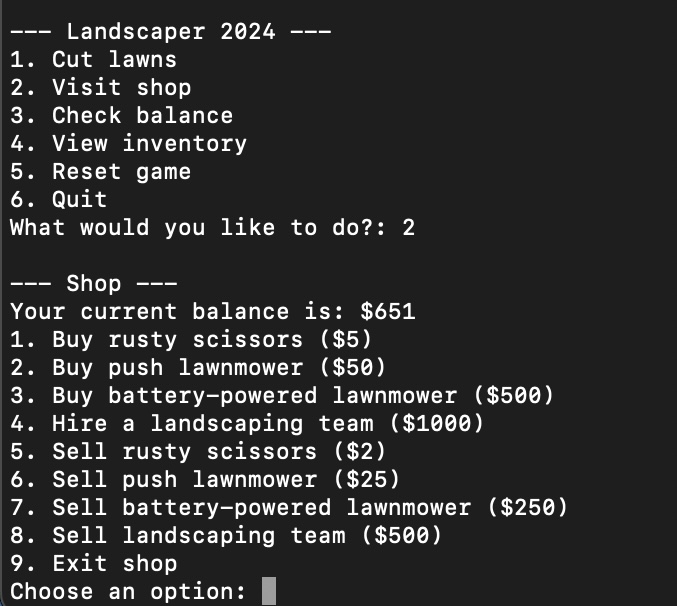 --- Landscaper 2024 ---
1. Cut lawns
2. Visit shop
3. Check balance
4. View inventory
5. Reset game
6. Quit
What would you like to do?: 2
--- Shop ---
Your current balance is: $651
1. Buy rusty scissors ($5)
2. Buy push lawnmower ($50)
3. Buy battery-powered lawnmower ($500)
4. Hire a landscaping team ($1000)
5. Sell rusty scissors ($2)
6. Sell push lawnmower ($25)
7. Sell battery-powered lawnmower ($250)
8. Sell landscaping team ($500)
9. Exit shop
Choose an option: